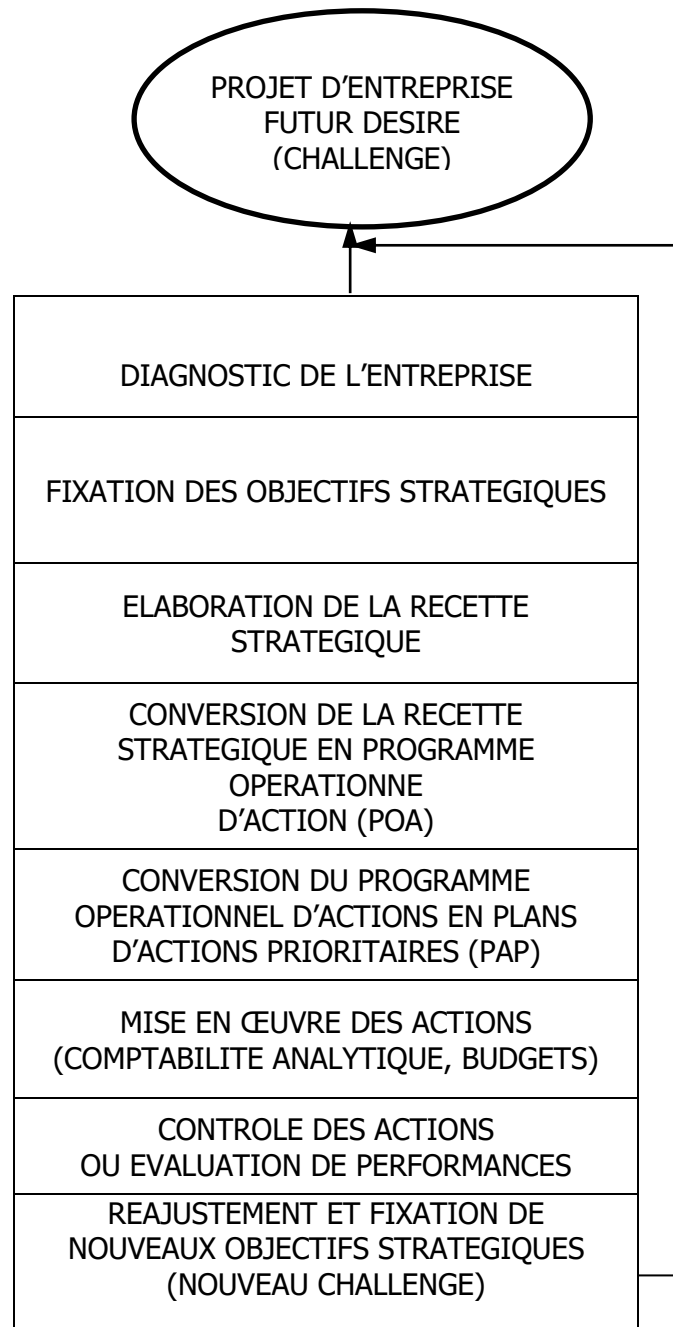 PROJET D’ENTREPRISE
FUTUR DESIRE
(CHALLENGE)
DIAGNOSTIC DE L’ENTREPRISE
FIXATION DES OBJECTIFS STRATEGIQUES
ELABORATION DE LA RECETTE
STRATEGIQUE
CONVERSION DE LA RECETTE
STRATEGIQUE EN PROGRAMME
OPERATIONNE
D’ACTION (POA)
CONVERSION DU PROGRAMME
OPERATIONNEL D’ACTIONS EN PLANS
D’ACTIONS PRIORITAIRES (PAP)
MISE EN ŒUVRE DES ACTIONS
(COMPTABILITE ANALYTIQUE, BUDGETS)
CONTROLE DES ACTIONS
OU EVALUATION DE PERFORMANCES
REAJUSTEMENT ET FIXATION DE
NOUVEAUX OBJECTIFS STRATEGIQUES
(NOUVEAU CHALLENGE)